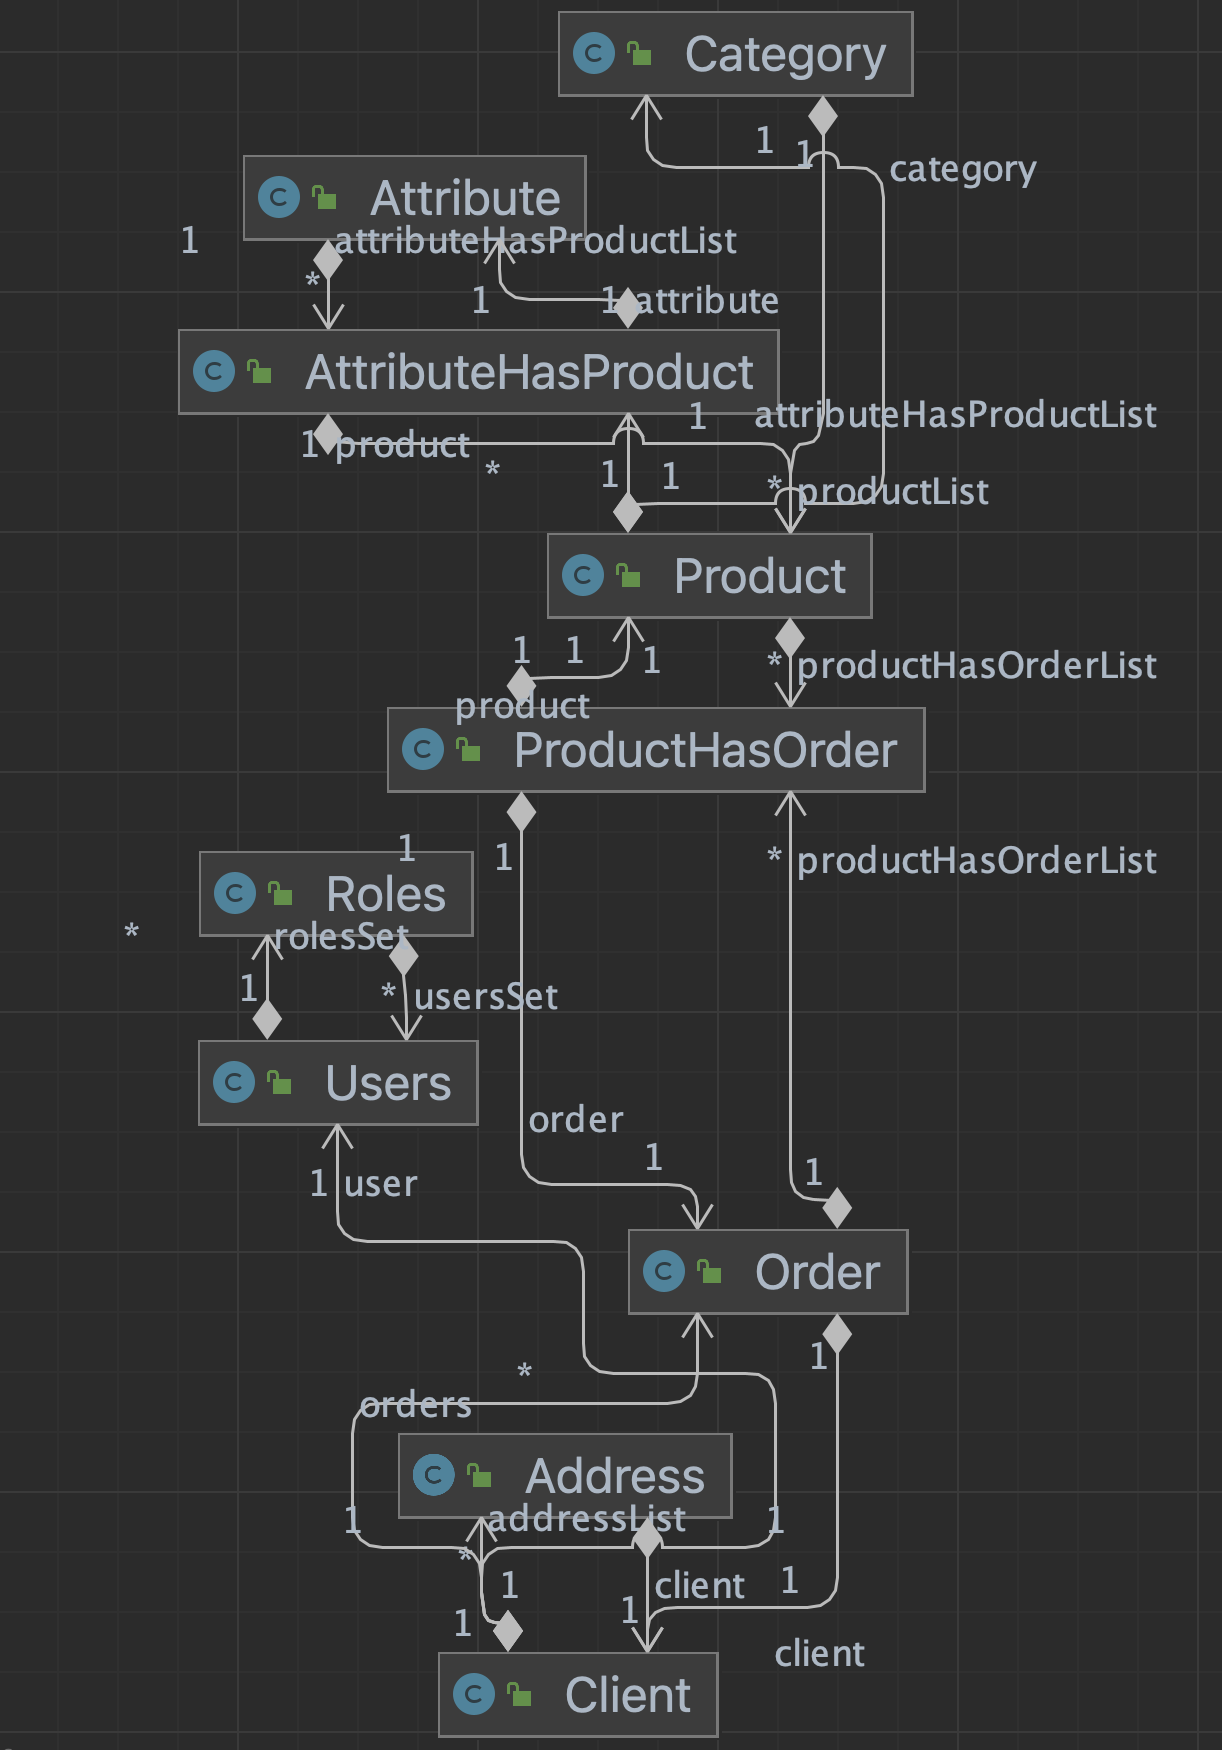 C Category
1
1
category
C Attribute
1
attributeHasProductList
*
1
1
attribute
C AttributeHasProduct
1
attributeHasProductList
1
product
*
1
1
*
productList
C Product
1
1
1
*
productHasOrderList
product
C ProductHasOrder
1
1
*
productHasOrderList
C Roles
*
rolesSet
1
*
usersSet
C Users
order
1
1
user
1
C Order
1
*
orders
C Address
1
addressList
1
*
1
client
1
1
1
client
C Client